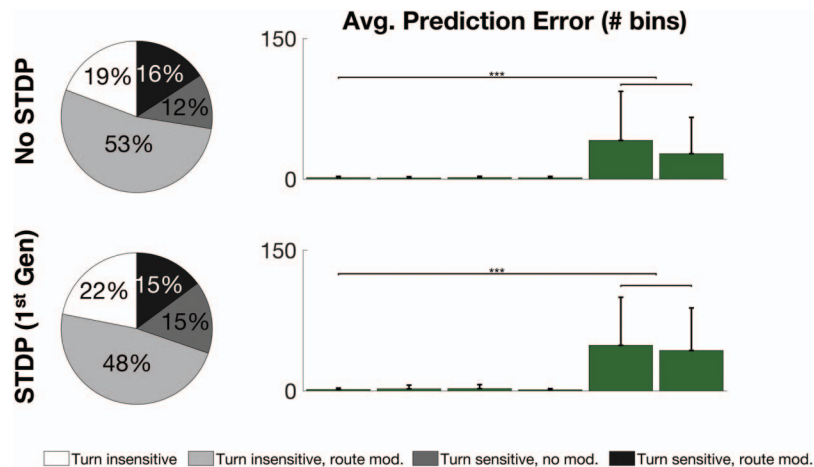 Avg. Prediction Error (# bins)
No STDP
19%
16%
12%
53%
150
0
***
STDP (1st Gen)
22%
15%
15%
48%
150
0
***
Turn insensitive
Turn insensitive, route mod.
Turn sensitive, no mod.
Turn sensitive, route mod.